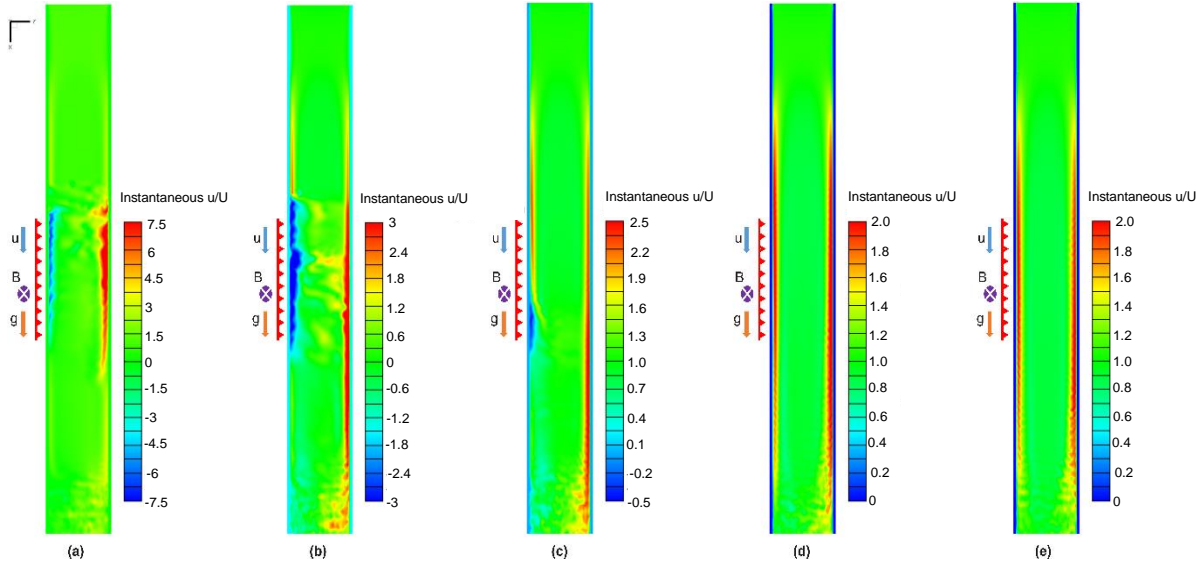 Y
X
Instantaneous u/U
7.5
6
4.5
3
1.5
0
-1.5
-3
-4.5
-6
-7.5
u
B
g
(a)
Instantaneous u/U
3
2.4
1.8
1.2
0.6
0
-0.6
-1.2
-1.8
-2.4
-3
u
B
g
(b)
Instantaneous u/U
2.5
2.2
1.9
1.6
1.3
1.0
0.7
0.4
0.1
-0.2
-0.5
u
B
g
(c)
Instantaneous u/U
2.0
1.8
1.6
1.4
1.2
1.0
0.8
0.6
0.4
0.2
0
u
B
g
(d)
Instantaneous u/U
2.0
1.8
1.6
1.4
1.2
1.0
0.8
0.6
0.4
0.2
0
u
B
g
(e)